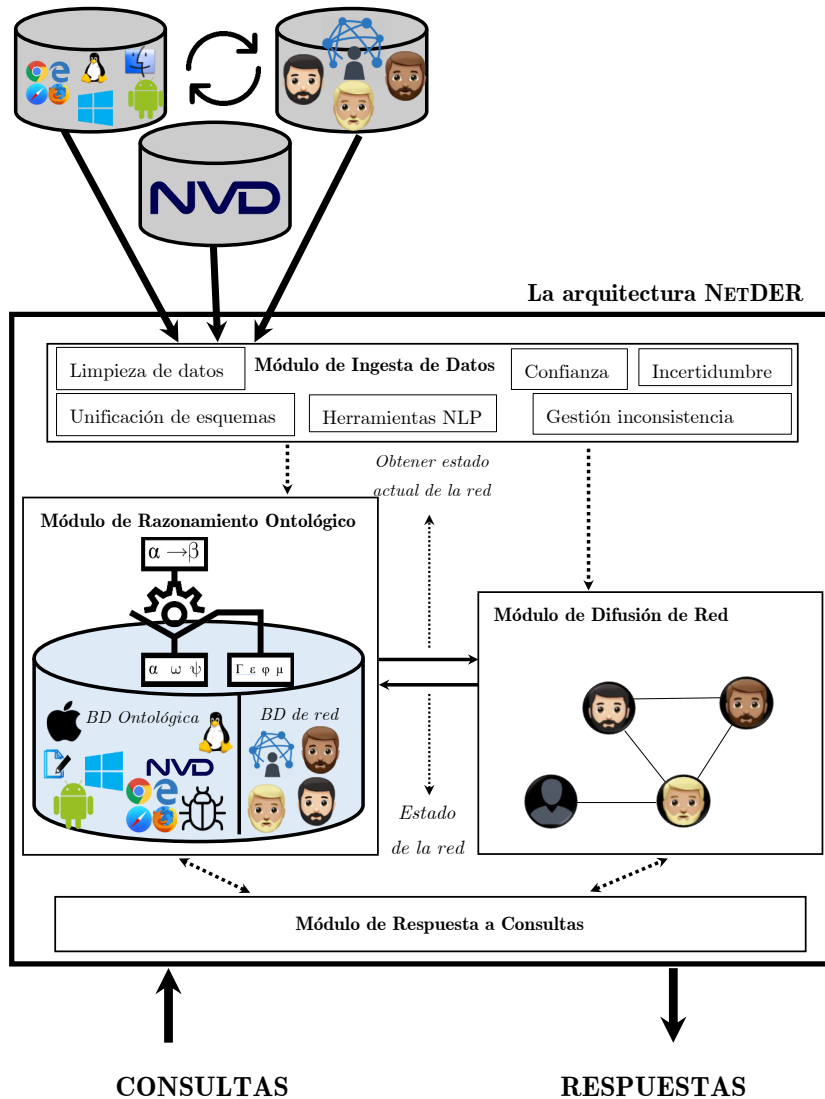 NVD
La arquitectura NETDER
Limpieza de datos
Módulo de Ingesta de Datos
Confianza
Incertidumbre
Unificación de esquemas
Herramientas NLP
Gestión inconsistencia
Obtener estado
actual de la red
Módulo de Razonamiento Ontológico
α →β
α ω ψ
Γ ε φ μ
BD Ontológica
BD de red
NVD
Módulo de Difusión de Red
Estado
de la red
Módulo de Respuesta a Consultas
CONSULTAS
RESPUESTAS